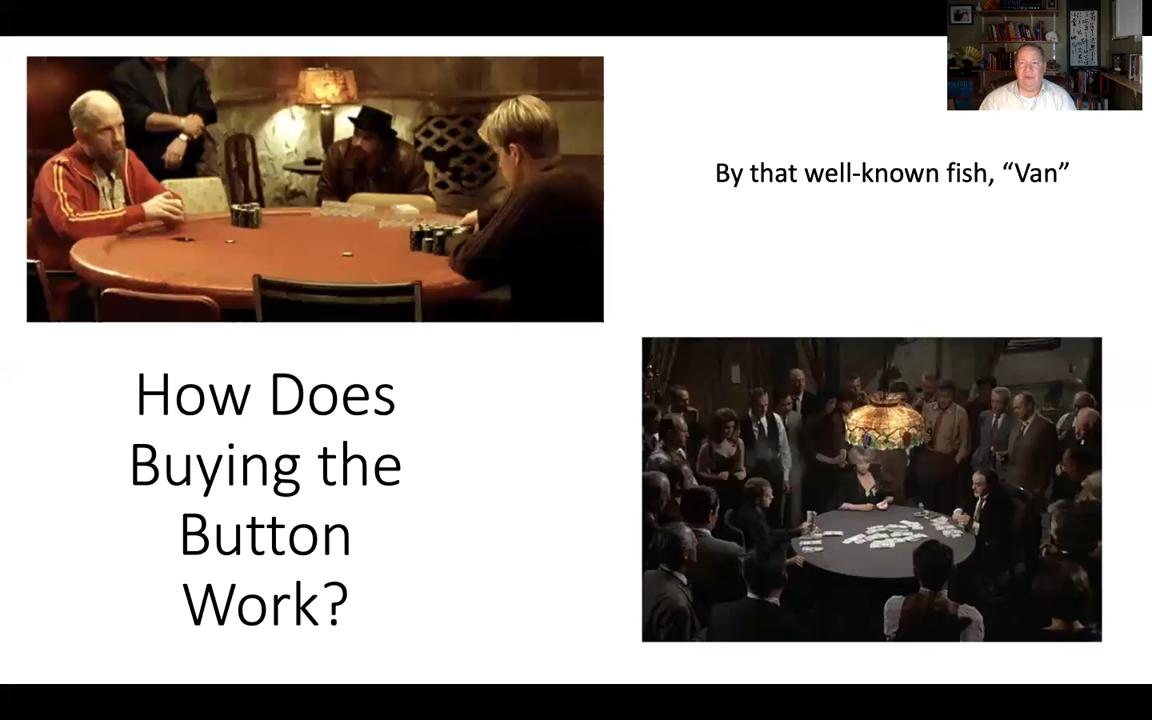 By that well-known fish, “Van”
How Does
Buying the
Button
Work?